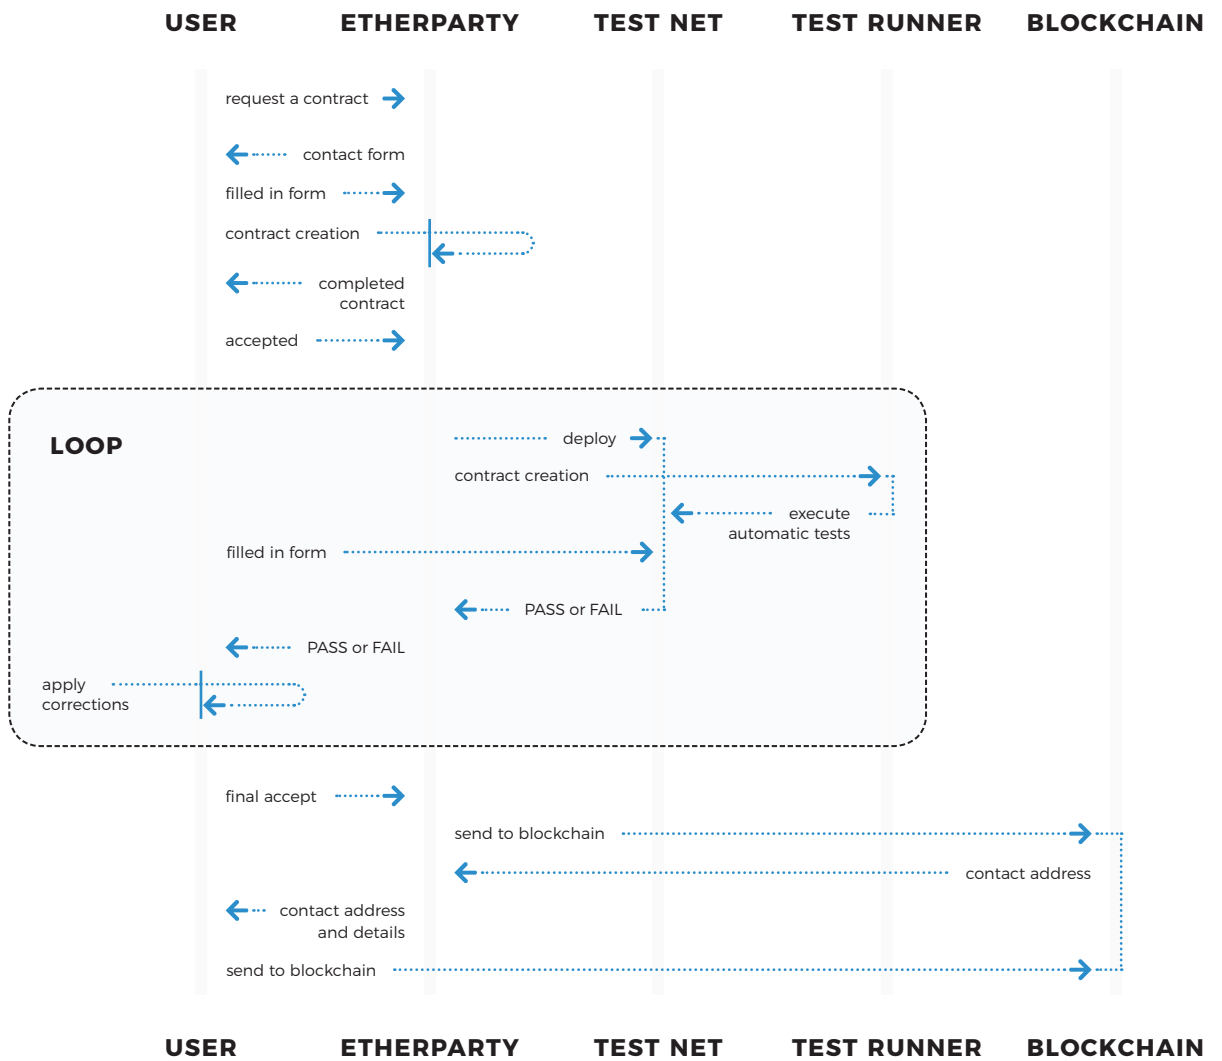 USER ETHERPARTY TEST NET TEST RUNNER BLOCKCHAIN
request a contract
contact form
filled in form
contract creation
completed
contract
accepted
LOOP
deploy
contract creation
execute
automatic tests
filled in form
PASS or FAIL
PASS or FAIL
apply
corrections
final accept
send to blockchain
contact address
contact address
and details
send to blockchain
USER ETHERPARTY TEST NET TEST RUNNER BLOCKCHAIN